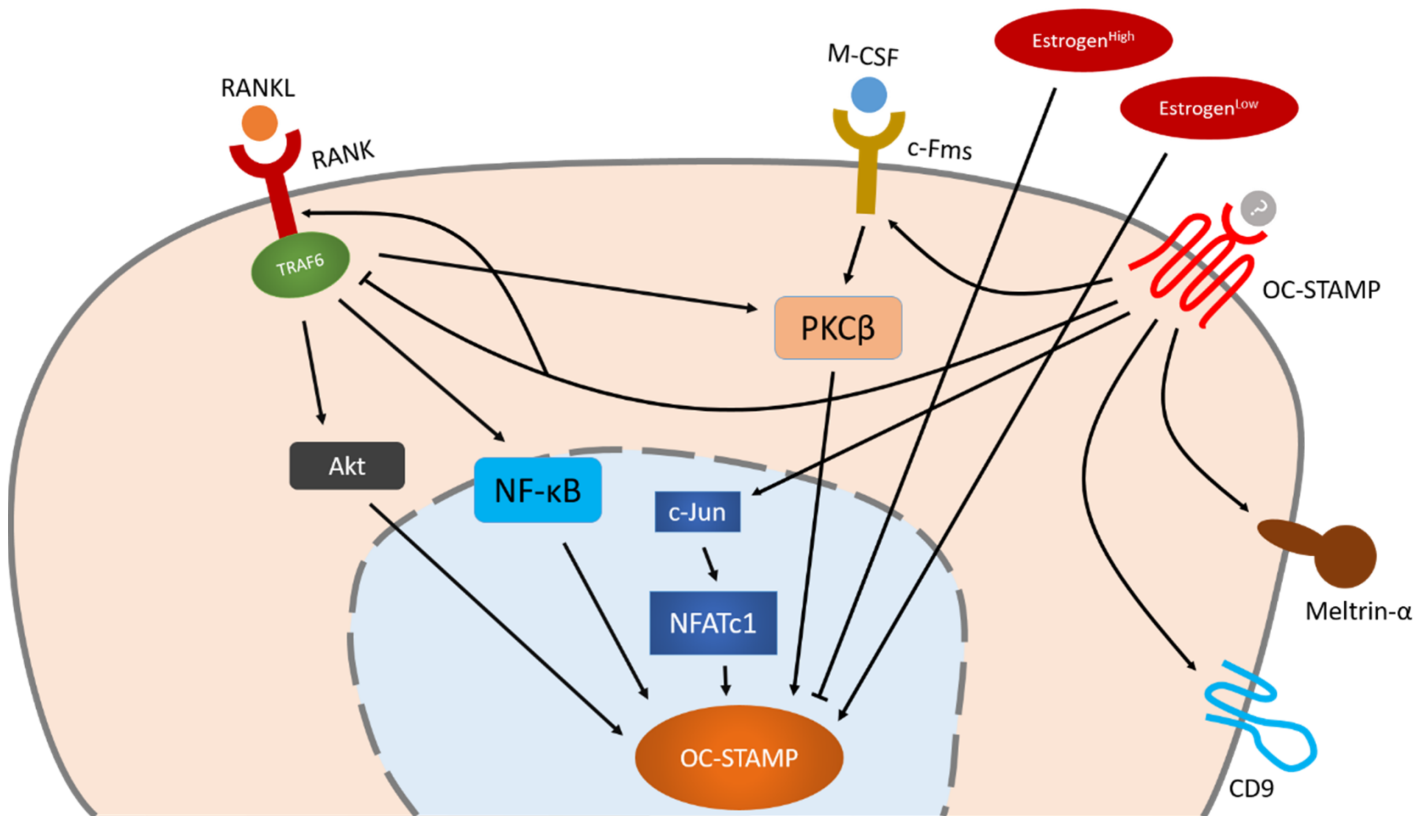 Estrogen^High
M-CSF
RANKL
Estrogen^Low
RANK
c-Fms
?
TRAF6
OC-STAMP
PKCβ
Akt
NF-κB
c-Jun
Meltrin-α
NFATc1
OC-STAMP
CD9